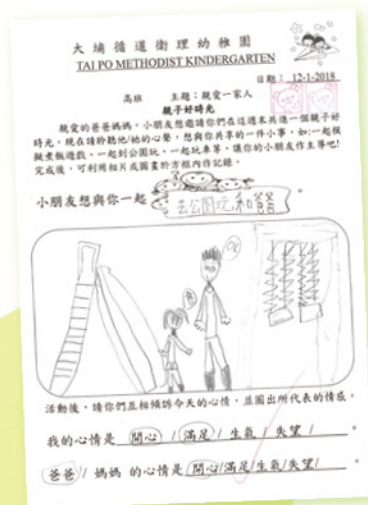 大埔循道衛理幼稚園
TAI PO METHODIST KINDERGARTEN
日期: 12-1-2018
高班 主題:親愛一家人
親子好時光
親愛的爸爸媽媽,小朋友想邀請你們在這週末共進一個親子好
時光,現在請聆聽他/她的心聲,想與你共享的一件小事,如:一起模
擬煮飯遊戲、一起到公園玩、一起玩車等,讓你的小朋友作主導吧!
完成後,可利用相片或圖畫於方框內作記錄。
小朋友想與你一起 去公園玩和爸爸 。
活動後,請你們互相傾訴今天的心情,並圈出所代表的情感。
我的心情是 開心 / 滿足 / 生氣 / 失望 / 。
爸爸 / 媽媽 的心情是 開心/滿足/生氣/失望/ 。